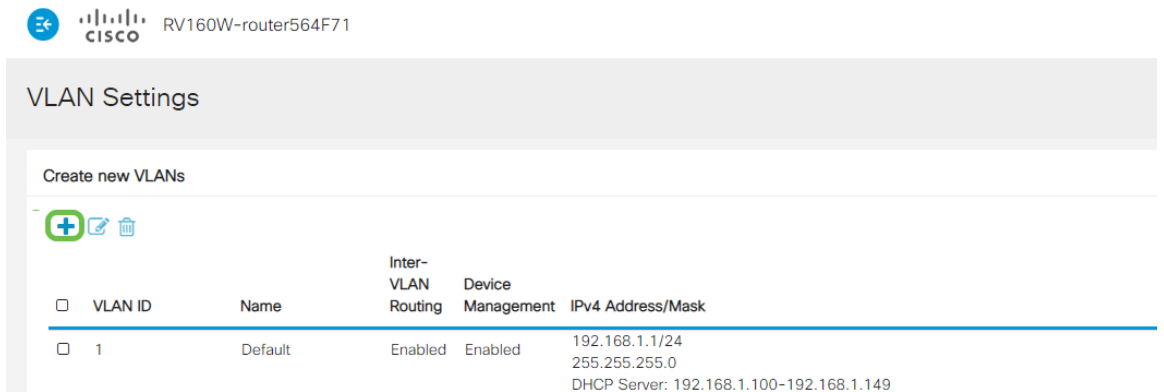 CISCO RV160W-router564F71
VLAN Settings
Create new VLANs
VLAN ID Name Inter-VLAN Routing Device Management IPv4 Address/Mask
1 Default Enabled Enabled 192.168.1.1/24
255.255.255.0
DHCP Server: 192.168.1.100-192.168.1.149